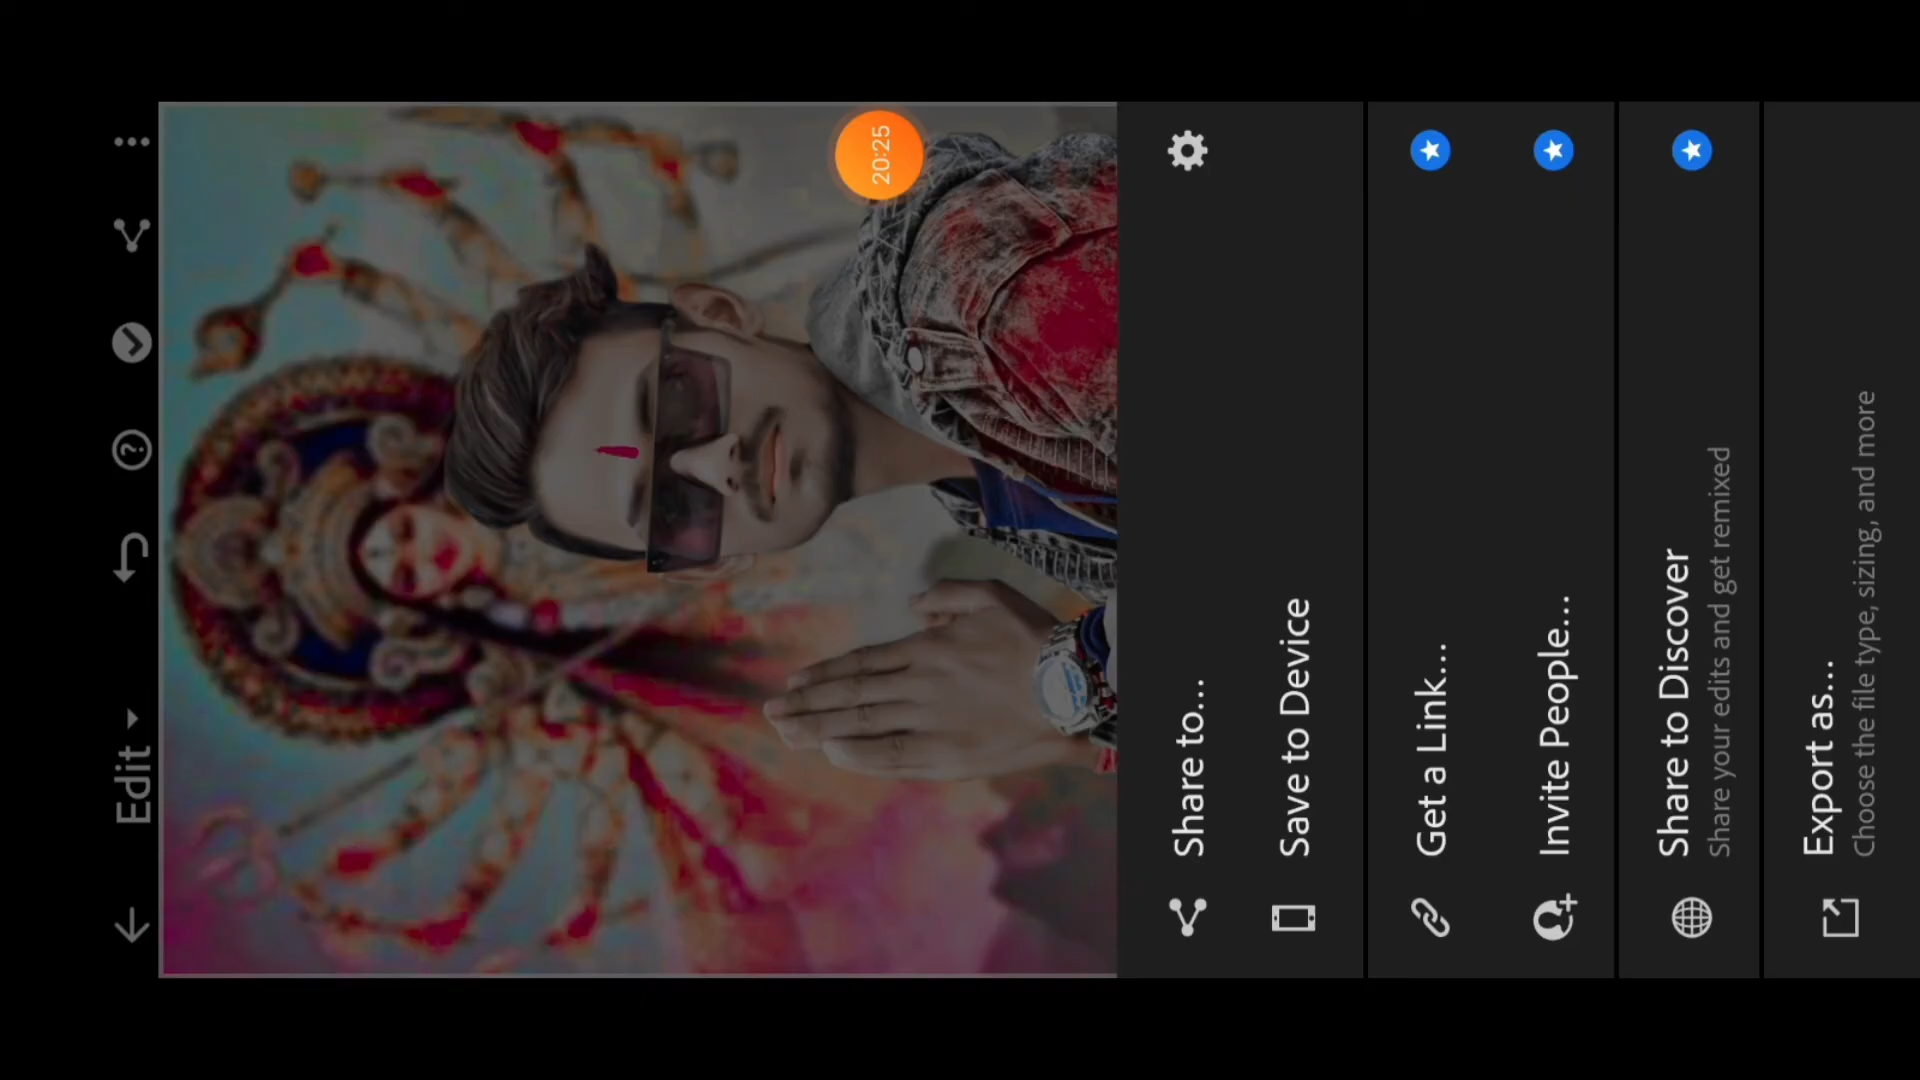 Edit
20:25
Share to...
Save to Device
Get a Link...
Invite People...
Share to Discover
Share your edits and get remixed
Export as...
Choose the file type, sizing, and more